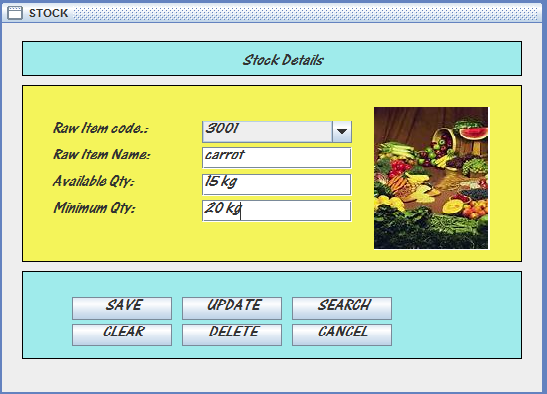 STOCK
Stock Details
Raw Item code.: 3001
Raw Item Name: carrot
Available Qty: 15 kg
Minimum Qty: 20 kg
SAVE UPDATE SEARCH
CLEAR DELETE CANCEL